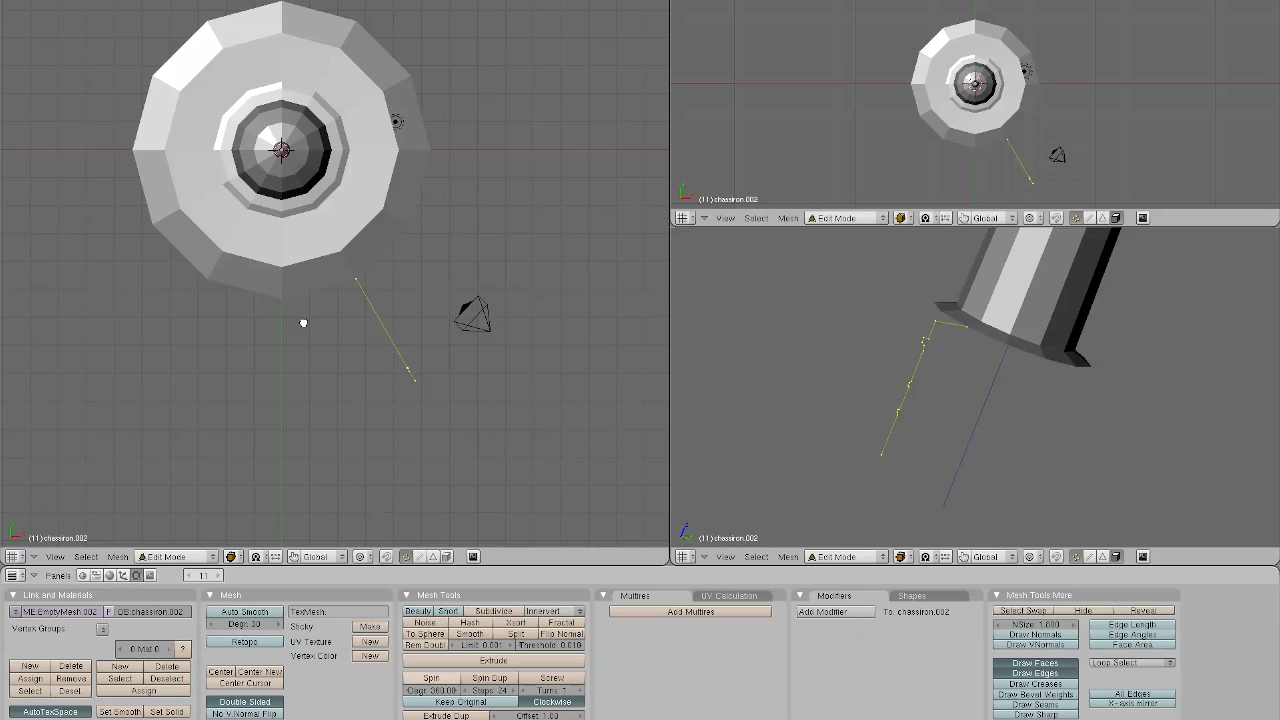 (11) chassiron.002
View Select Mesh Edit Mode Global
(11) chassiron.002
(11) chassiron.002
View Select Mesh Edit Mode Global
View Select Mesh Edit Mode Global
Panels 11
Link and Materials
Mesh
Mesh Tools
Multires UV Calculation
Modifiers Shapes
Mesh Tools More
ME:EmptyMesh.002 F OB:chassiron.002
Auto Smooth TexMesh:
Beauty Short Subdivide Innervert
Add Multires
Add Modifier To: chassiron.002
Select Swap Hide Reveal
Vertex Groups
Degr: 30 Sticky Make
Noise Hash Xsort Fractal
NSize: 1.000 Edge Length
To Sphere Smooth Split Flip Normal
Draw Normals Edge Angles
Retopo UV Texture New
Rem Doubl Limit: 0.001 Threshold: 0.010
Draw VNormals Face Area
0 Mat 0 ?
Vertex Color New
Extrude
Draw Faces Loop Select
New Delete New Delete
Center Center New
Draw Edges
Assign Remove Select Deselect
Center Cursor
Spin Spin Dup Screw
Draw Creases
Select Desel. Assign
Degr: 360.00 Steps: 24 Turns: 1
Draw Bevel Weights All Edges
Double Sided
Keep Original Clockwise
Draw Seams X-axis mirror
AutoTexSpace Set Smooth Set Solid
No V.Normal Flip
Extrude Dup Offset: 1.00
Draw Sharp